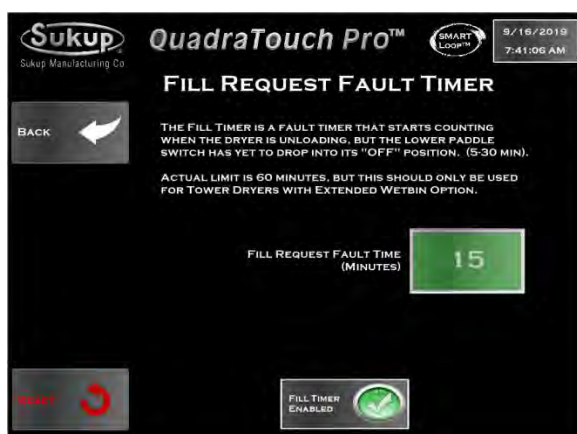 Sukup
Sukup Manufacturing Co.
QuadraTouch Pro™
SMART
LOOP™
9/16/2019
7:41:06 AM
FILL REQUEST FAULT TIMER
BACK
THE FILL TIMER IS A FAULT TIMER THAT STARTS COUNTING
WHEN THE DRYER IS UNLOADING, BUT THE LOWER PADDLE
SWITCH HAS YET TO DROP INTO ITS "OFF" POSITION. (5-30 MIN).
ACTUAL LIMIT IS 60 MINUTES, BUT THIS SHOULD ONLY BE USED
FOR TOWER DRYERS WITH EXTENDED WETBIN OPTION.
FILL REQUEST FAULT TIME
(MINUTES)
15
RESET
FILL TIMER
ENABLED